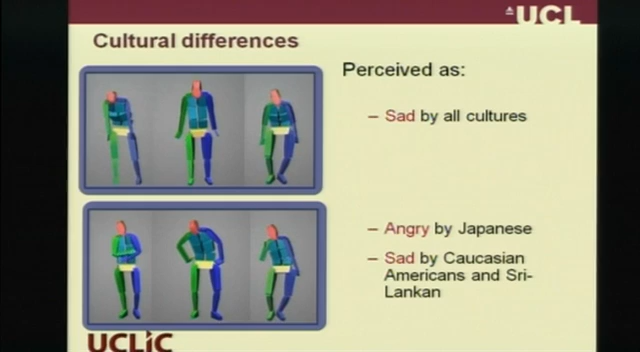 UCL
Cultural differences
Perceived as:
– Sad by all cultures
– Angry by Japanese
– Sad by Caucasian
Americans and Sri-
Lankan
UCLIC